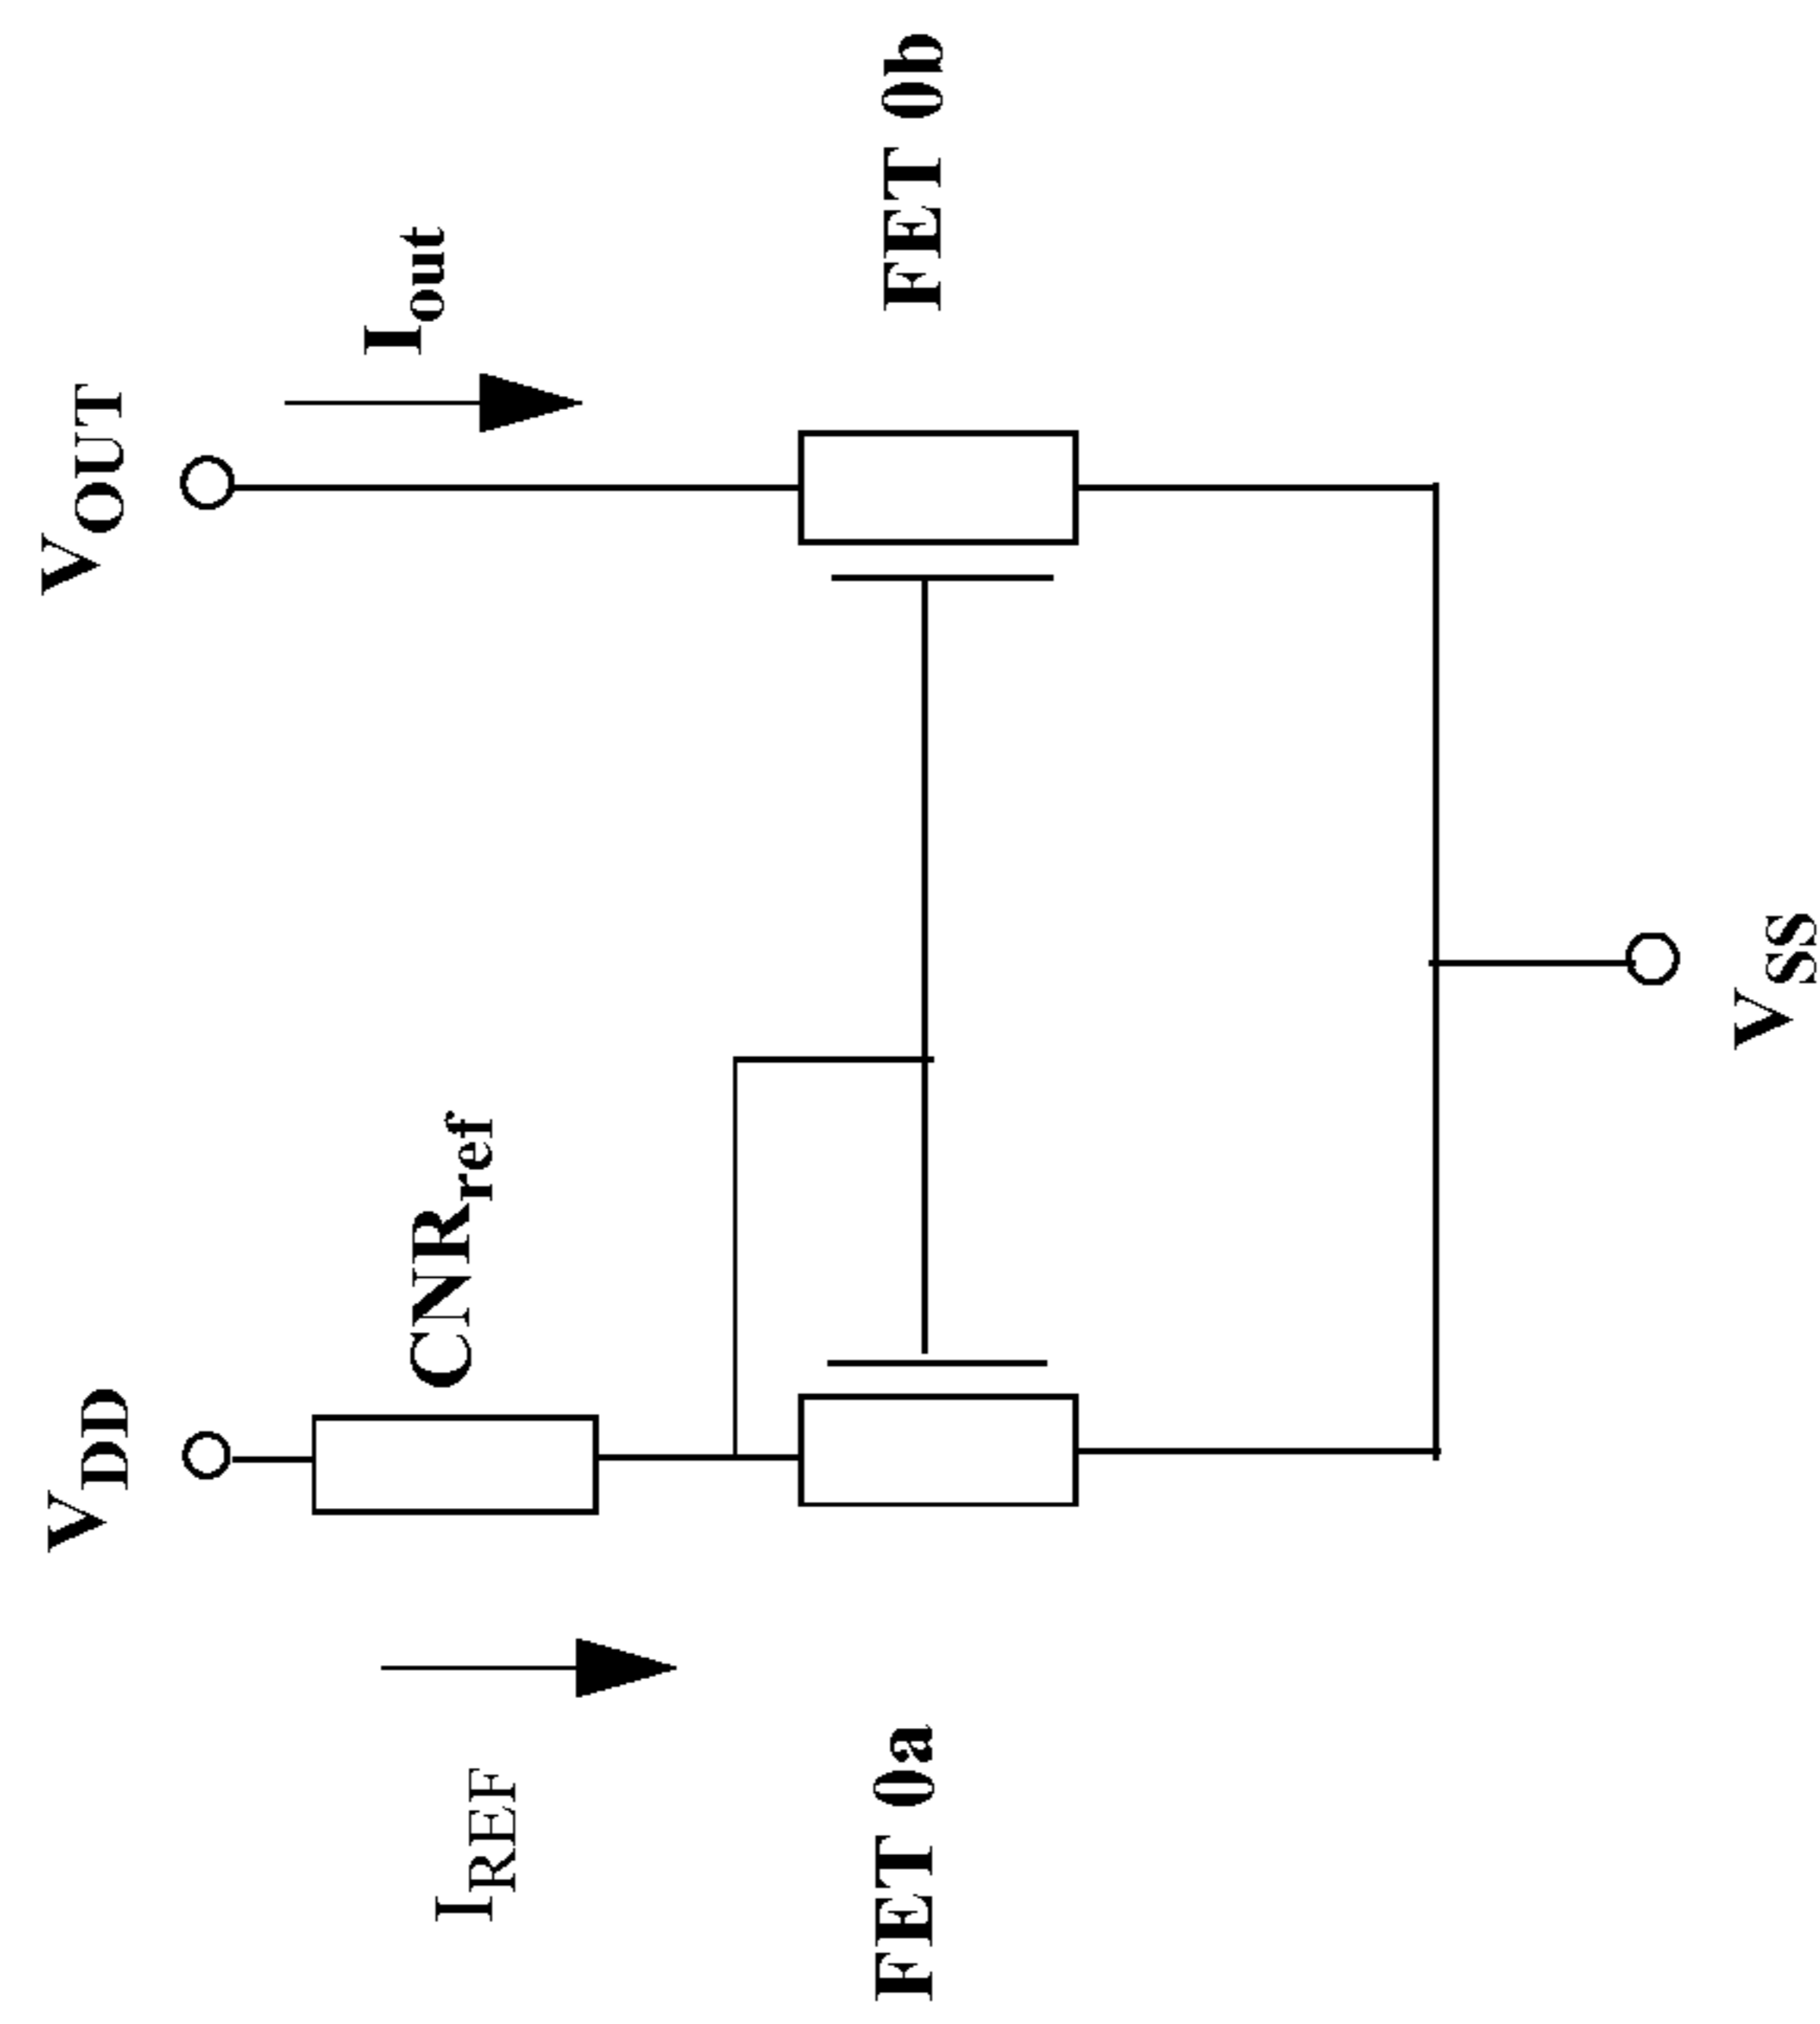 VDD
VOUT
IREF
CNRref
Iout
FET 0a
FET 0b
VSS